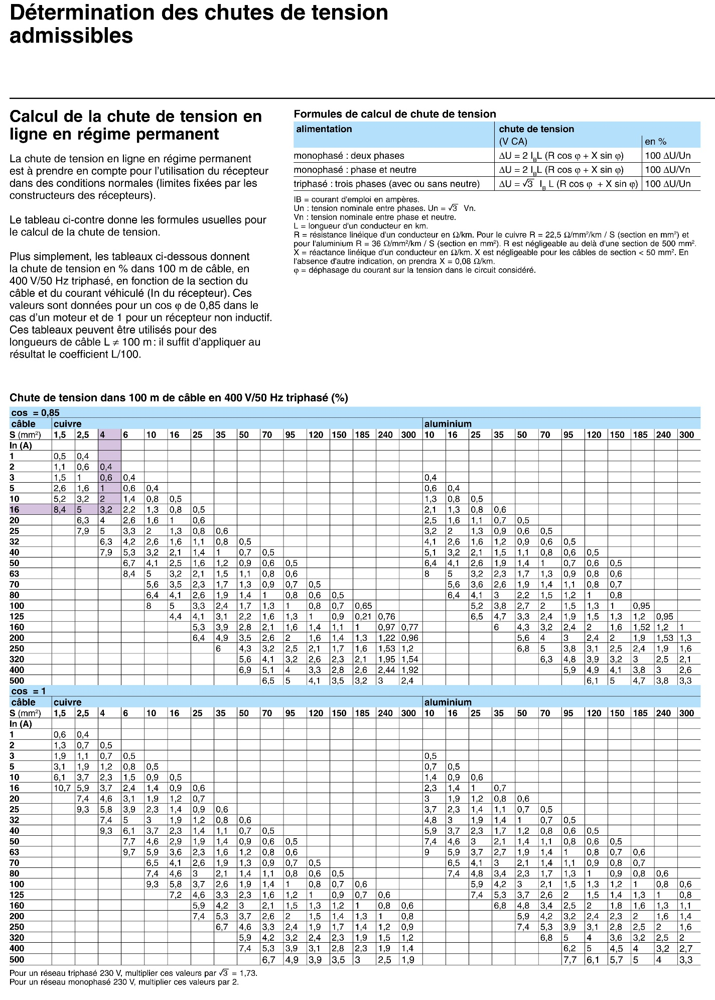 Détermination des chutes de tension
admissibles
Calcul de la chute de tension en
ligne en régime permanent
La chute de tension en ligne en régime permanent
est à prendre en compte pour l'utilisation du récepteur
dans des conditions normales (limites fixées par les
constructeurs des récepteurs).
Le tableau ci-contre donne les formules usuelles pour
le calcul de la chute de tension.
Plus simplement, les tableaux ci-dessous donnent
la chute de tension en % dans 100 m de câble, en
400 V/50 Hz triphasé, en fonction de la section du
câble et du courant véhiculé (In du récepteur). Ces
valeurs sont données pour un cos φ de 0,85 dans le
cas d'un moteur et de 1 pour un récepteur non inductif.
Ces tableaux peuvent être utilisés pour des
longueurs de câble L ≠ 100 m : il suffit d'appliquer au
résultat le coefficient L/100.
Formules de calcul de chute de tension
alimentation chute de tension
(V CA) en %
monophasé : deux phases ΔU = 2 IBL (R cos φ + X sin φ) 100 ΔU/Un
monophasé : phase et neutre ΔU = 2 IBL (R cos φ + X sin φ) 100 ΔU/Vn
triphasé : trois phases (avec ou sans neutre) ΔU = √3 IB L (R cos φ + X sin φ) 100 ΔU/Un
IB = courant d'emploi en ampères.
Un : tension nominale entre phases. Un = √3 Vn.
Vn : tension nominale entre phase et neutre.
L = longueur d'un conducteur en km.
R = résistance linéique d'un conducteur en Ω/km. Pour le cuivre R = 22,5 Ω/mm²/km / S (section en mm²) et
pour l'aluminium R = 36 Ω/mm²/km / S (section en mm²). R est négligeable au delà d'une section de 500 mm².
X = réactance linéique d'un conducteur en Ω/km. X est négligeable pour les câbles de section < 50 mm². En
l'absence d'autre indication, on prendra X = 0,08 Ω/km.
φ = déphasage du courant sur la tension dans le circuit considéré.
Chute de tension dans 100 m de câble en 400 V/50 Hz triphasé (%)
cos = 0,85
câble cuivre aluminium
S (mm²) 1,5 2,5 4 6 10 16 25 35 50 70 95 120 150 185 240 300 10 16 25 35 50 70 95 120 150 185 240 300
In (A)
1 0,5 0,4
2 1,1 0,6 0,4
3 1,5 1 0,6 0,4 0,4
5 2,6 1,6 1 0,6 0,4 0,6 0,4
10 5,2 3,2 2 1,4 0,8 0,5 1,3 0,8 0,5
16 8,4 5 3,2 2,2 1,3 0,8 0,5 2,1 1,3 0,8 0,6
20 6,3 4 2,6 1,6 1 0,6 2,5 1,6 1,1 0,7 0,5
25 7,9 5 3,3 2 1,3 0,8 0,6 3,2 2 1,3 0,9 0,6 0,5
32 6,3 4,2 2,6 1,6 1,1 0,8 0,5 4,1 2,6 1,6 1,2 0,9 0,6 0,5
40 7,9 5,3 3,2 2,1 1,4 1 0,7 0,5 5,1 3,2 2,1 1,5 1,1 0,8 0,6 0,5
50 6,7 4,1 2,5 1,6 1,2 0,9 0,6 0,5 6,4 4,1 2,6 1,9 1,4 1 0,7 0,6 0,5
63 8,4 5 3,2 2,1 1,5 1,1 0,8 0,6 8 5 3,2 2,3 1,7 1,3 0,9 0,8 0,6
70 5,6 3,5 2,3 1,7 1,3 0,9 0,7 0,5 5,6 3,6 2,6 1,9 1,4 1,1 0,8 0,7
80 6,4 4,1 2,6 1,9 1,4 1 0,8 0,6 0,5 6,4 4,1 3 2,2 1,5 1,2 1 0,8
100 8 5 3,3 2,4 1,7 1,3 1 0,8 0,7 0,65 5,2 3,8 2,7 2 1,5 1,3 1 0,95
125 4,4 4,1 3,1 2,2 1,6 1,3 1 0,9 0,21 0,76 6,5 4,7 3,3 2,4 1,9 1,5 1,3 1,2 0,95
160 5,3 3,9 2,8 2,1 1,6 1,4 1,1 1 0,97 0,77 6 4,3 3,2 2,4 2 1,6 1,52 1,2 1
200 6,4 4,9 3,5 2,6 2 1,6 1,4 1,3 1,22 0,96 5,6 4 3 2,4 2 1,9 1,53 1,3
250 6 4,3 3,2 2,5 2,1 1,7 1,6 1,53 1,2 6,8 5 3,8 3,1 2,5 2,4 1,9 1,6
320 5,6 4,1 3,2 2,6 2,3 2,1 1,95 1,54 6,3 4,8 3,9 3,2 3 2,5 2,1
400 6,9 5,1 4 3,3 2,8 2,6 2,44 1,92 5,9 4,9 4,1 3,8 3 2,6
500 6,5 5 4,1 3,5 3,2 3 2,4 6,1 5 4,7 3,8 3,3
cos = 1
câble cuivre aluminium
S (mm²) 1,5 2,5 4 6 10 16 25 35 50 70 95 120 150 185 240 300 10 16 25 35 50 70 95 120 150 185 240 300
In (A)
1 0,6 0,4
2 1,3 0,7 0,5
3 1,9 1,1 0,7 0,5 0,5
5 3,1 1,9 1,2 0,8 0,5 0,7 0,5
10 6,1 3,7 2,3 1,5 0,9 0,5 1,4 0,9 0,6
16 10,7 5,9 3,7 2,4 1,4 0,9 0,6 2,3 1,4 1 0,7
20 7,4 4,6 3,1 1,9 1,2 0,7 3 1,9 1,2 0,8 0,6
25 9,3 5,8 3,9 2,3 1,4 0,9 0,6 3,7 2,3 1,4 1,1 0,7 0,5
32 7,4 5 3 1,9 1,2 0,8 0,6 4,8 3 1,9 1,4 1 0,7 0,5
40 9,3 6,1 3,7 2,3 1,4 1,1 0,7 0,5 5,9 3,7 2,3 1,7 1,2 0,8 0,6 0,5
50 7,7 4,6 2,9 1,9 1,4 0,9 0,6 0,5 7,4 4,6 3 2,1 1,4 1,1 0,8 0,6 0,5
63 9,7 5,9 3,6 2,3 1,6 1,2 0,8 0,6 9 5,9 3,7 2,7 1,9 1,4 1 0,8 0,7 0,6
70 6,5 4,1 2,6 1,9 1,3 0,9 0,7 0,5 6,5 4,1 3 2,1 1,4 1,1 0,9 0,8 0,7
80 7,4 4,6 3 2,1 1,4 1,1 0,8 0,6 0,5 7,4 4,8 3,4 2,3 1,7 1,3 1 0,9 0,8 0,6
100 9,3 5,8 3,7 2,6 1,9 1,4 1 0,8 0,7 0,6 5,9 4,2 3 2,1 1,5 1,3 1,2 1 0,8 0,6
125 7,2 4,6 3,3 2,3 1,6 1,2 1 0,9 0,7 0,6 7,4 5,3 3,7 2,6 2 1,5 1,4 1,3 1 0,8
160 5,9 4,2 3 2,1 1,5 1,3 1,2 1 0,8 0,6 6,8 4,8 3,4 2,5 2 1,8 1,6 1,3 1,1
200 7,4 5,3 3,7 2,6 2 1,5 1,4 1,3 1 0,8 5,9 4,2 3,2 2,4 2,3 2 1,6 1,4
250 6,7 4,6 3,3 2,4 1,9 1,7 1,4 1,2 0,9 7,4 5,3 3,9 3,1 2,8 2,5 2 1,6
320 5,9 4,2 3,2 2,4 2,3 1,9 1,5 1,2 6,8 5 4 3,6 3,2 2,5 2
400 7,4 5,3 3,9 3,1 2,8 2,3 1,9 1,4 6,2 5 4,5 4 3,2 2,7
500 6,7 4,9 3,9 3,5 3 2,5 1,9 7,7 6,1 5,7 5 4 3,3
Pour un réseau triphasé 230 V, multiplier ces valeurs par √3 = 1,73.
Pour un réseau monophasé 230 V, multiplier ces valeurs par 2.